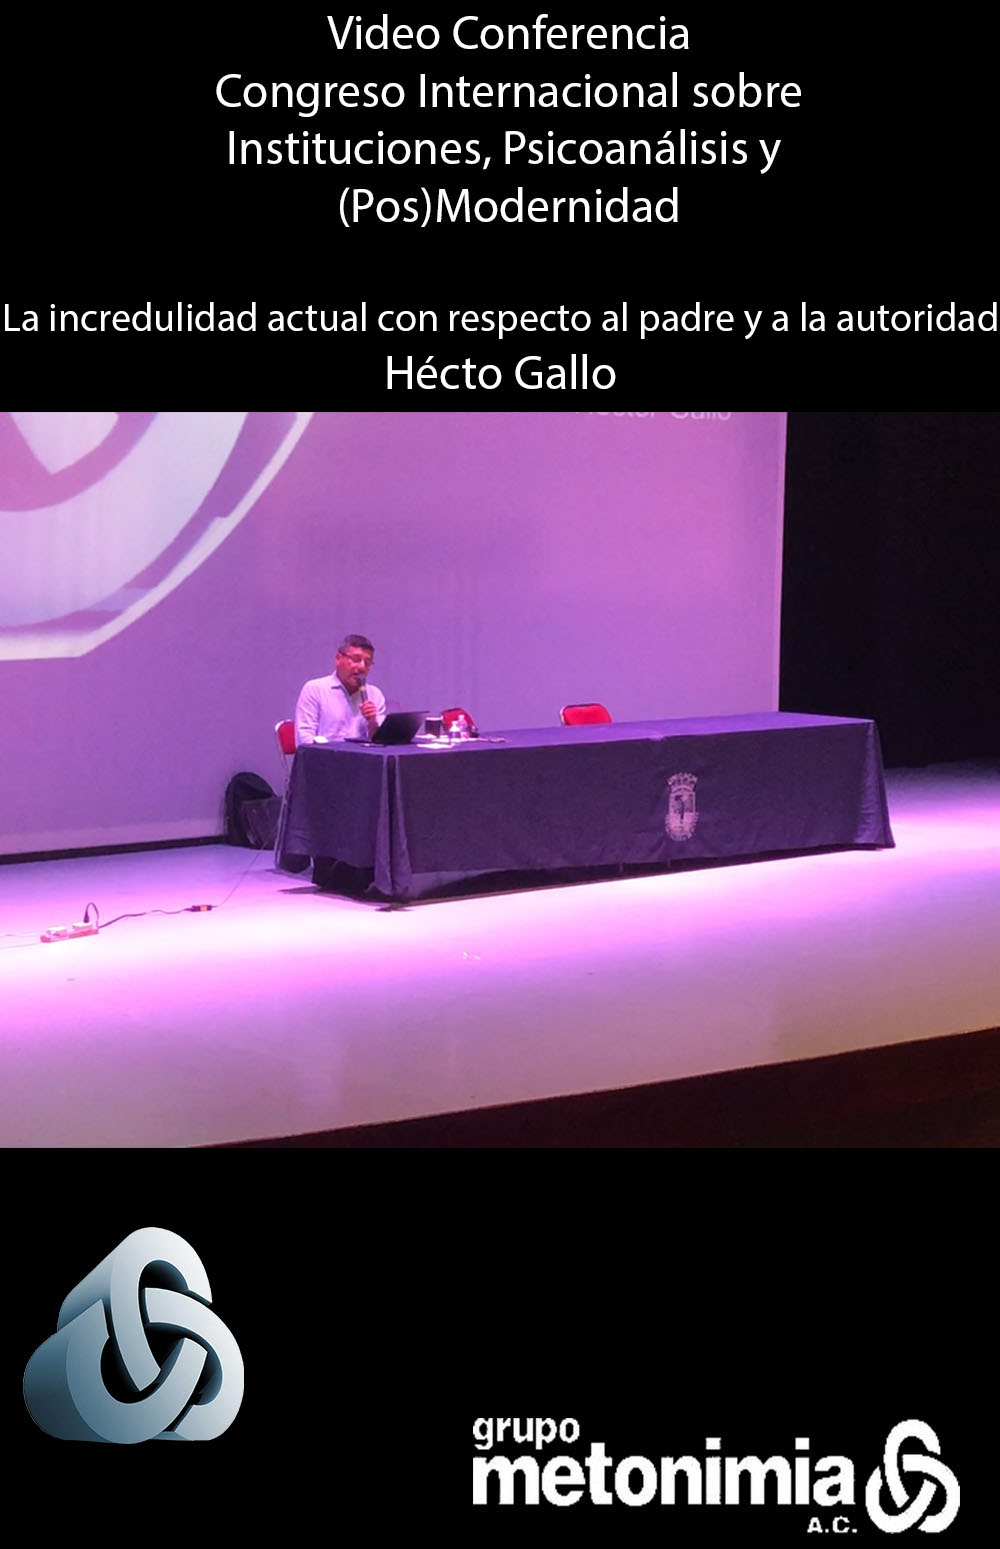 Video Conferencia
Congreso Internacional sobre
Instituciones, Psicoanálisis y
(Pos)Modernidad
La incredulidad actual con respecto al padre y a la autoridad
Hécto Gallo
Gallo
UNICACH
grupo
metonimia
A.C.